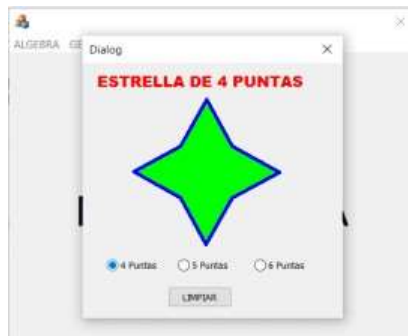 ALGEBRA
Dialog
ESTRELLA DE 4 PUNTAS
4 Puntas
5 Puntas
6 Puntas
LIMPIAR